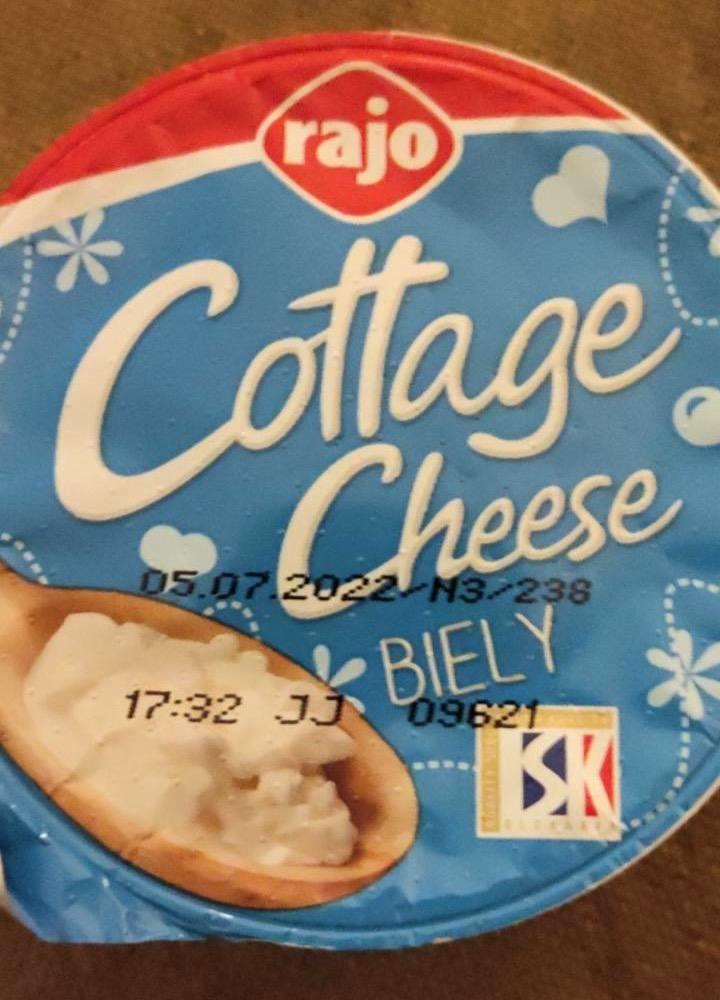 rajo
Cottage
Cheese
05.07.2022/N3/238
BIELY
17:32 JJ 09621
SK